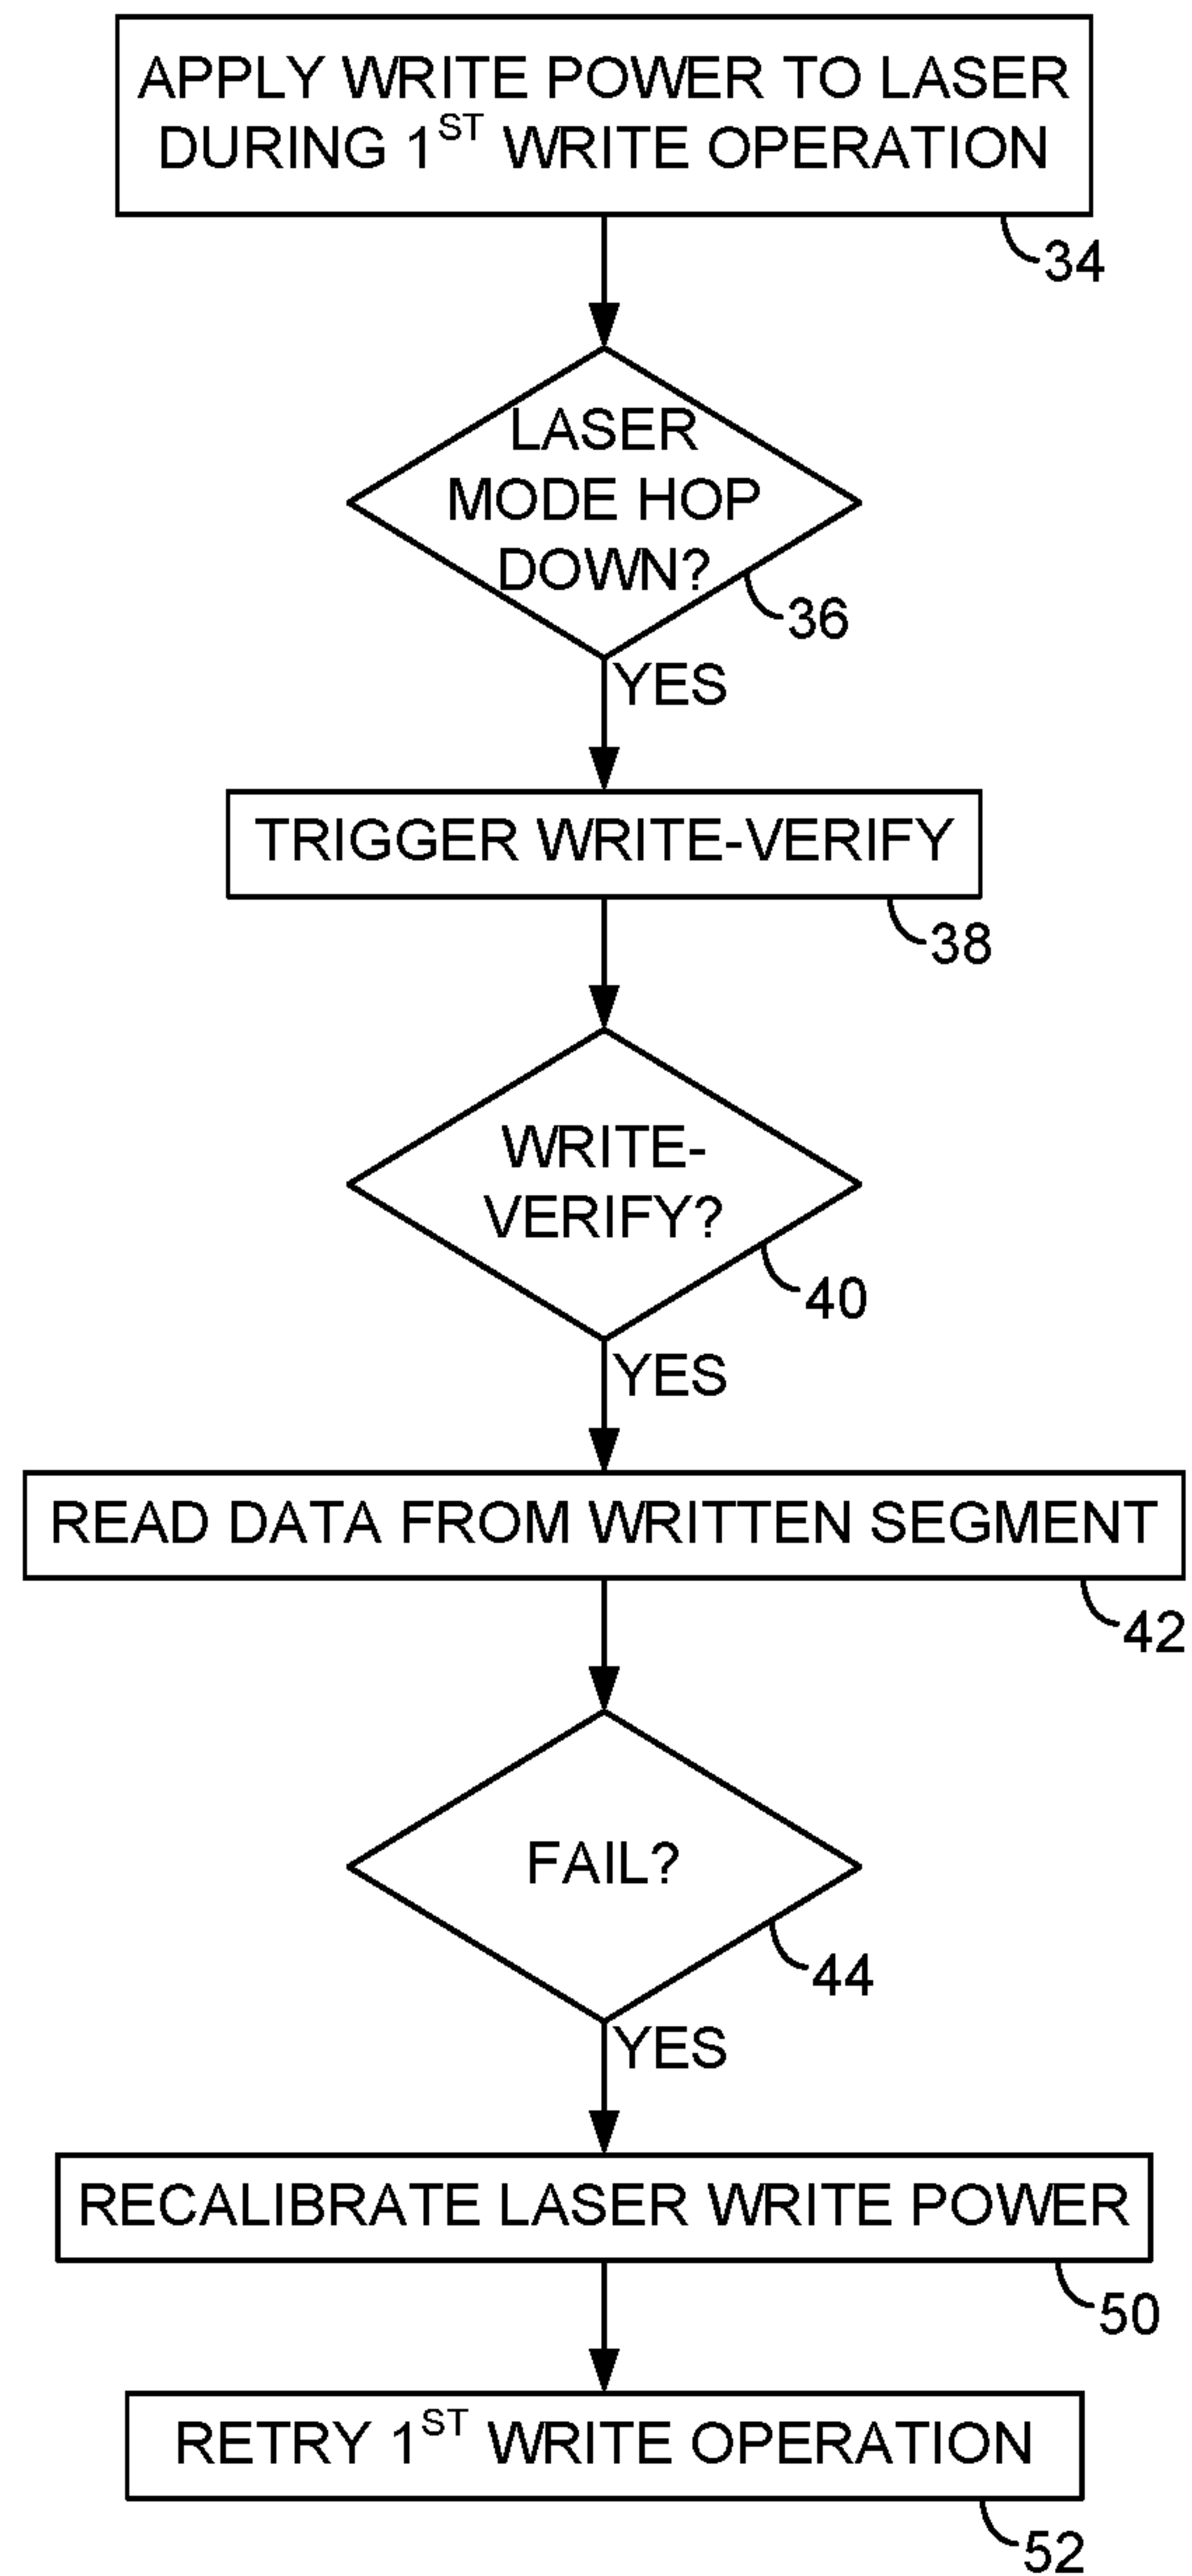 APPLY WRITE POWER TO LASER
DURING 1ST WRITE OPERATION
34
LASER
MODE HOP
DOWN?
36
YES
TRIGGER WRITE-VERIFY
38
WRITE-
VERIFY?
40
YES
READ DATA FROM WRITTEN SEGMENT
42
FAIL?
44
YES
RECALIBRATE LASER WRITE POWER
50
RETRY 1ST WRITE OPERATION
52